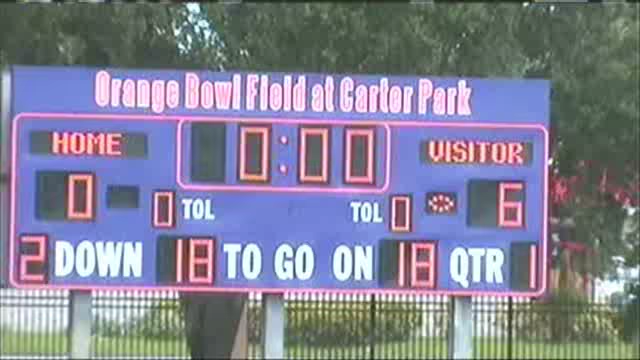 Orange Bowl Field at Carter Park
HOME 0:00 VISITOR
0 0 TOL TOL 0 6
2 DOWN 18 TO GO ON 18 QTR 1